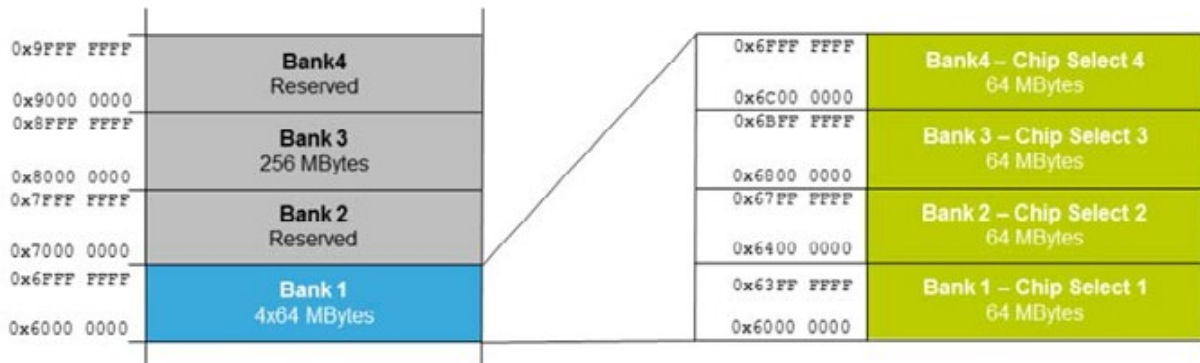 0x9FFF FFFF
Bank4
Reserved
0x9000 0000
0x8FFF FFFF
Bank 3
256 MBytes
0x8000 0000
0x7FFF FFFF
Bank 2
Reserved
0x7000 0000
0x6FFF FFFF
Bank 1
4x64 MBytes
0x6000 0000
0x6FFF FFFF
Bank4 – Chip Select 4
64 MBytes
0x6C00 0000
0x6BFF FFFF
Bank 3 – Chip Select 3
64 MBytes
0x6800 0000
0x67FF FFFF
Bank 2 – Chip Select 2
64 MBytes
0x6400 0000
0x63FF FFFF
Bank 1 – Chip Select 1
64 MBytes
0x6000 0000